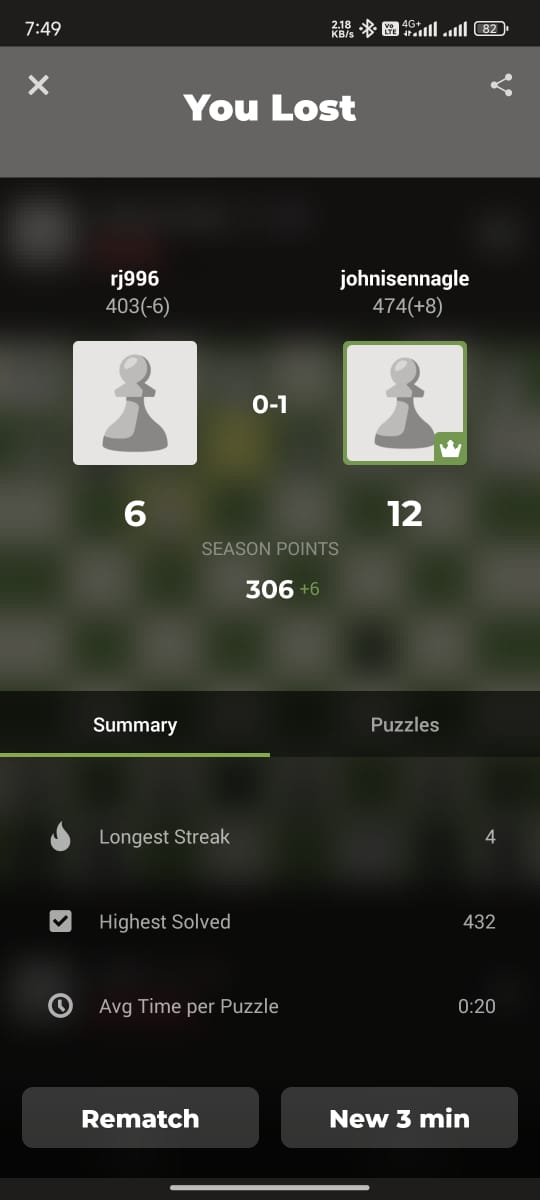 7:49
2.18 KB/s Vo LTE 4G+ 82
You Lost
rj996
403(-6)
johnisennagle
474(+8)
0-1
6
12
SEASON POINTS
306 +6
Summary
Puzzles
Longest Streak
4
Highest Solved
432
Avg Time per Puzzle
0:20
Rematch
New 3 min